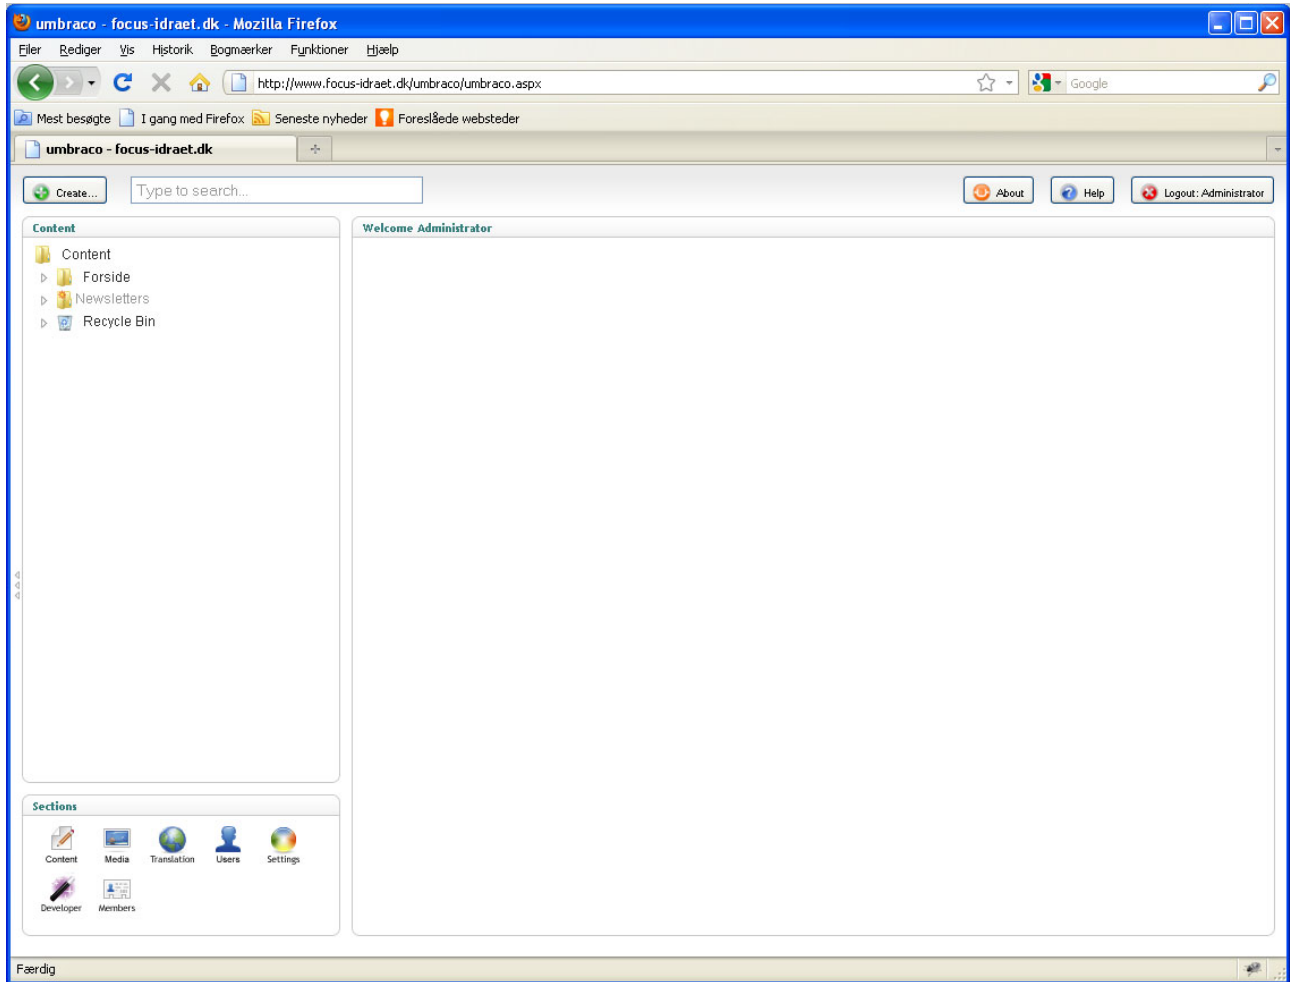 umbraco - focus-idraet.dk - Mozilla Firefox
Filer Rediger Vis Historik Bogmærker Funktioner Hjælp
http://www.focus-idraet.dk/umbraco/umbraco.aspx Google
Mest besøgte I gang med Firefox Seneste nyheder Foreslåede websteder
umbraco - focus-idraet.dk
Create... Type to search... About Help Logout: Administrator
Content Welcome Administrator
Content
Forside
Newsletters
Recycle Bin
Sections
Content Media Translation Users Settings
Developer Members
Færdig